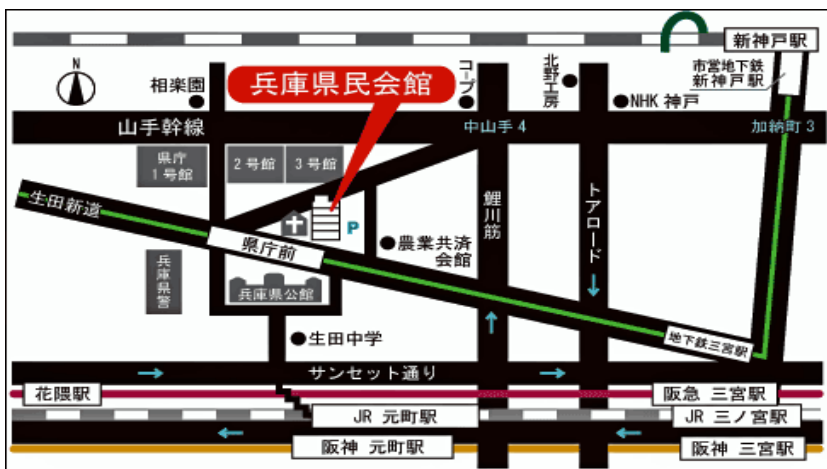 新神戸駅
N
相楽園
兵庫県民会館
コープ
北野工房
市営地下鉄
新神戸駅
NHK 神戸
山手幹線
中山手4
加納町3
県庁
1号館
2号館
3号館
生田新道
P
鯉川筋
トアロード
県庁前
農業共済
会館
兵庫県警
兵庫県公館
生田中学
地下鉄三宮駅
サンセット通り
花隈駅
阪急 三宮駅
JR 元町駅
JR 三ノ宮駅
阪神 元町駅
阪神 三宮駅